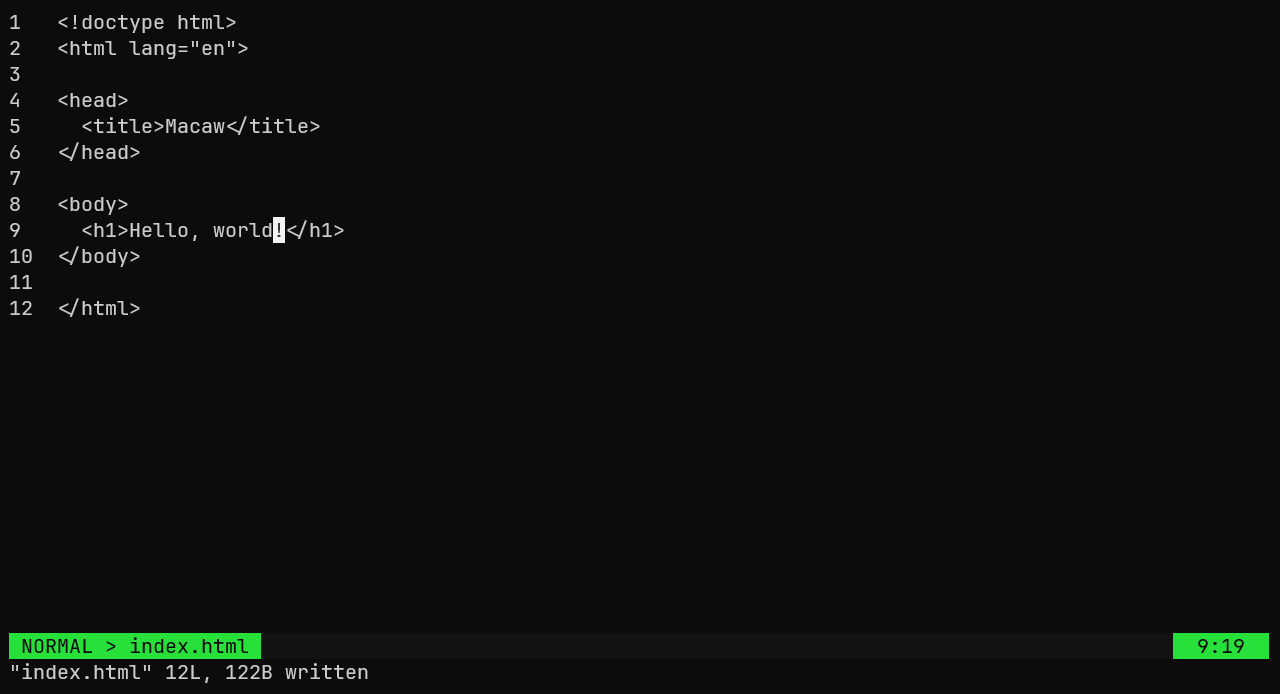 1   <!doctype html>
2   <html lang="en">
3
4   <head>
5     <title>Macaw</title>
6   </head>
7
8   <body>
9     <h1>Hello, world!</h1>
10  </body>
11
12  </html>
NORMAL > index.html 9:19
"index.html" 12L, 122B written